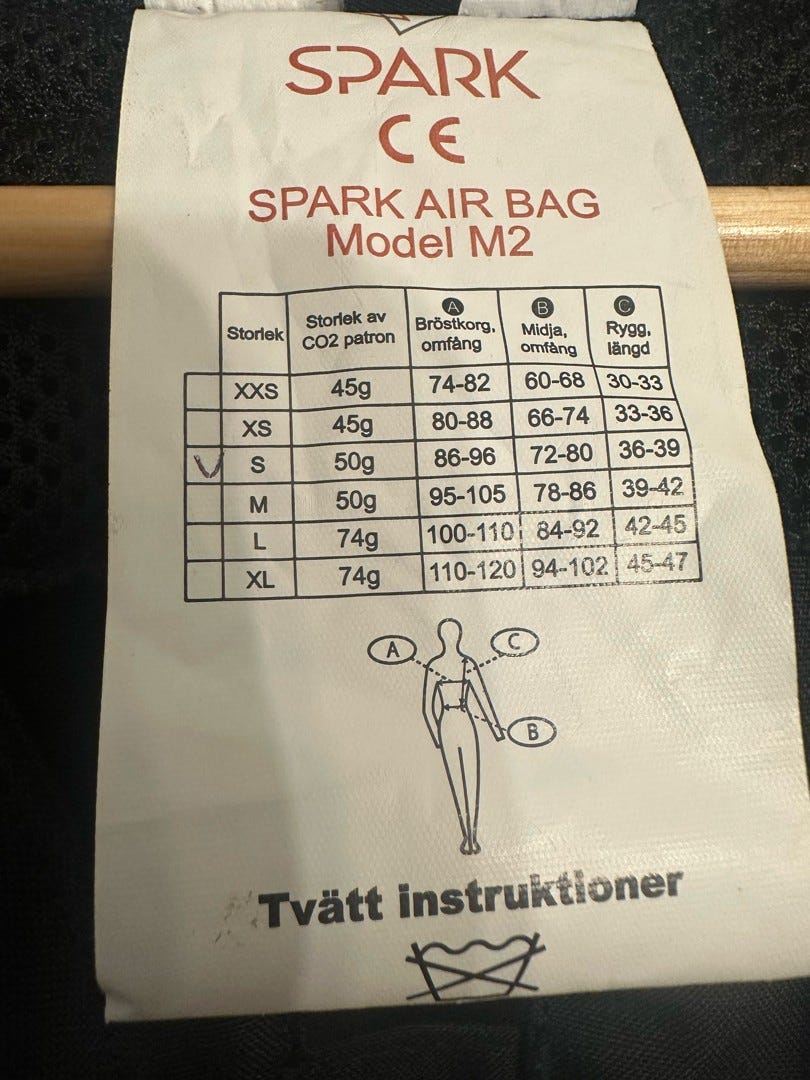 SPARK
CE
SPARK AIR BAG
Model M2
Storlek Storlek av CO2 patron A Bröstkorg, omfång B Midja, omfång C Rygg, längd
XXS 45g 74-82 60-68 30-33
XS 45g 80-88 66-74 33-36
S 50g 86-96 72-80 36-39
M 50g 95-105 78-86 39-42
L 74g 100-110 84-92 42-45
XL 74g 110-120 94-102 45-47
A C
B
Tvätt instruktioner